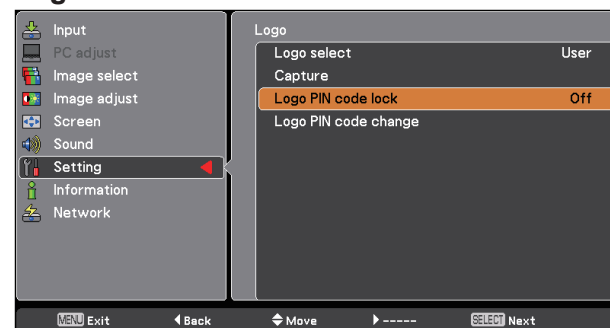 Input
PC adjust
Image select
Image adjust
Screen
Sound
Setting
Information
Network
Logo
Logo select User
Capture
Logo PIN code lock Off
Logo PIN code change
MENU Exit Back Move ----- SELECT Next